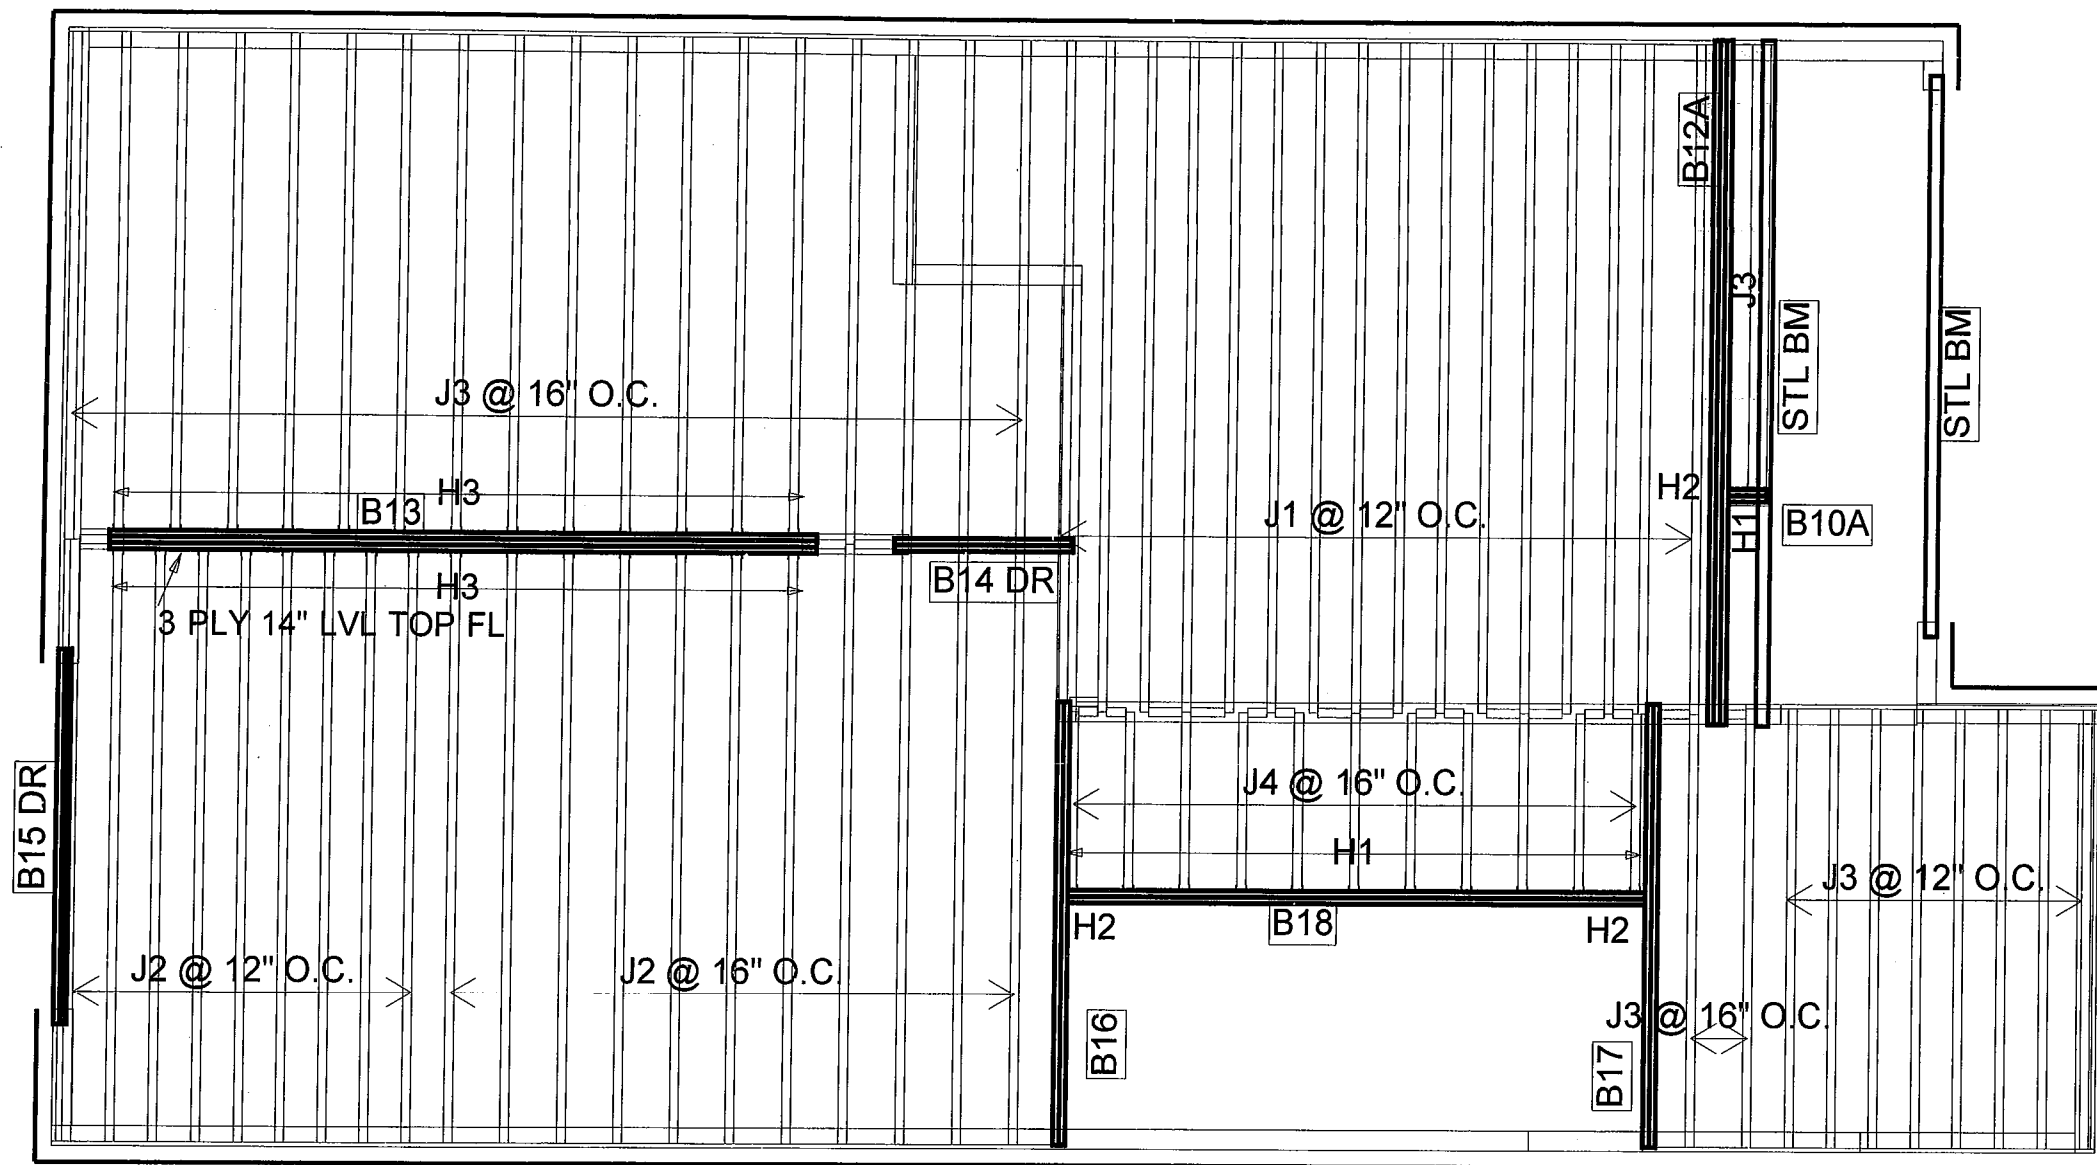 B12A
J3
STL BM
STL BM
J3 @ 16" O.C.
H3
B13
H2
J1 @ 12" O.C.
H1
B10A
B14 DR
H3
3 PLY 14" LVL TOP FL
B15 DR
J4 @ 16" O.C.
H1
J3 @ 12" O.C.
H2
B18
H2
J2 @ 12" O.C.
J2 @ 16" O.C.
J3 @ 16" O.C.
B16
B17